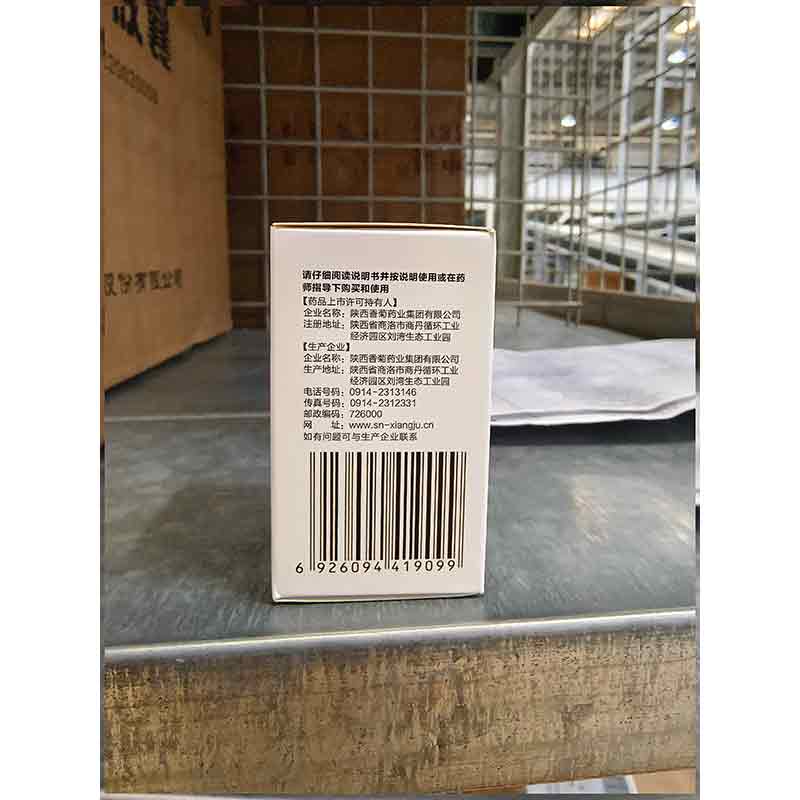 股份有限公司
请仔细阅读说明书并按说明使用或在药
师指导下购买和使用
【药品上市许可持有人】
企业名称：陕西香菊药业集团有限公司
注册地址：陕西省商洛市商丹循环工业
经济园区刘湾生态工业园
【生产企业】
企业名称：陕西香菊药业集团有限公司
生产地址：陕西省商洛市商丹循环工业
经济园区刘湾生态工业园
电话号码：0914-2313146
传真号码：0914-2312331
邮政编码：726000
网　　址：www.sn-xiangju.cn
如有问题可与生产企业联系
6 926094 419099